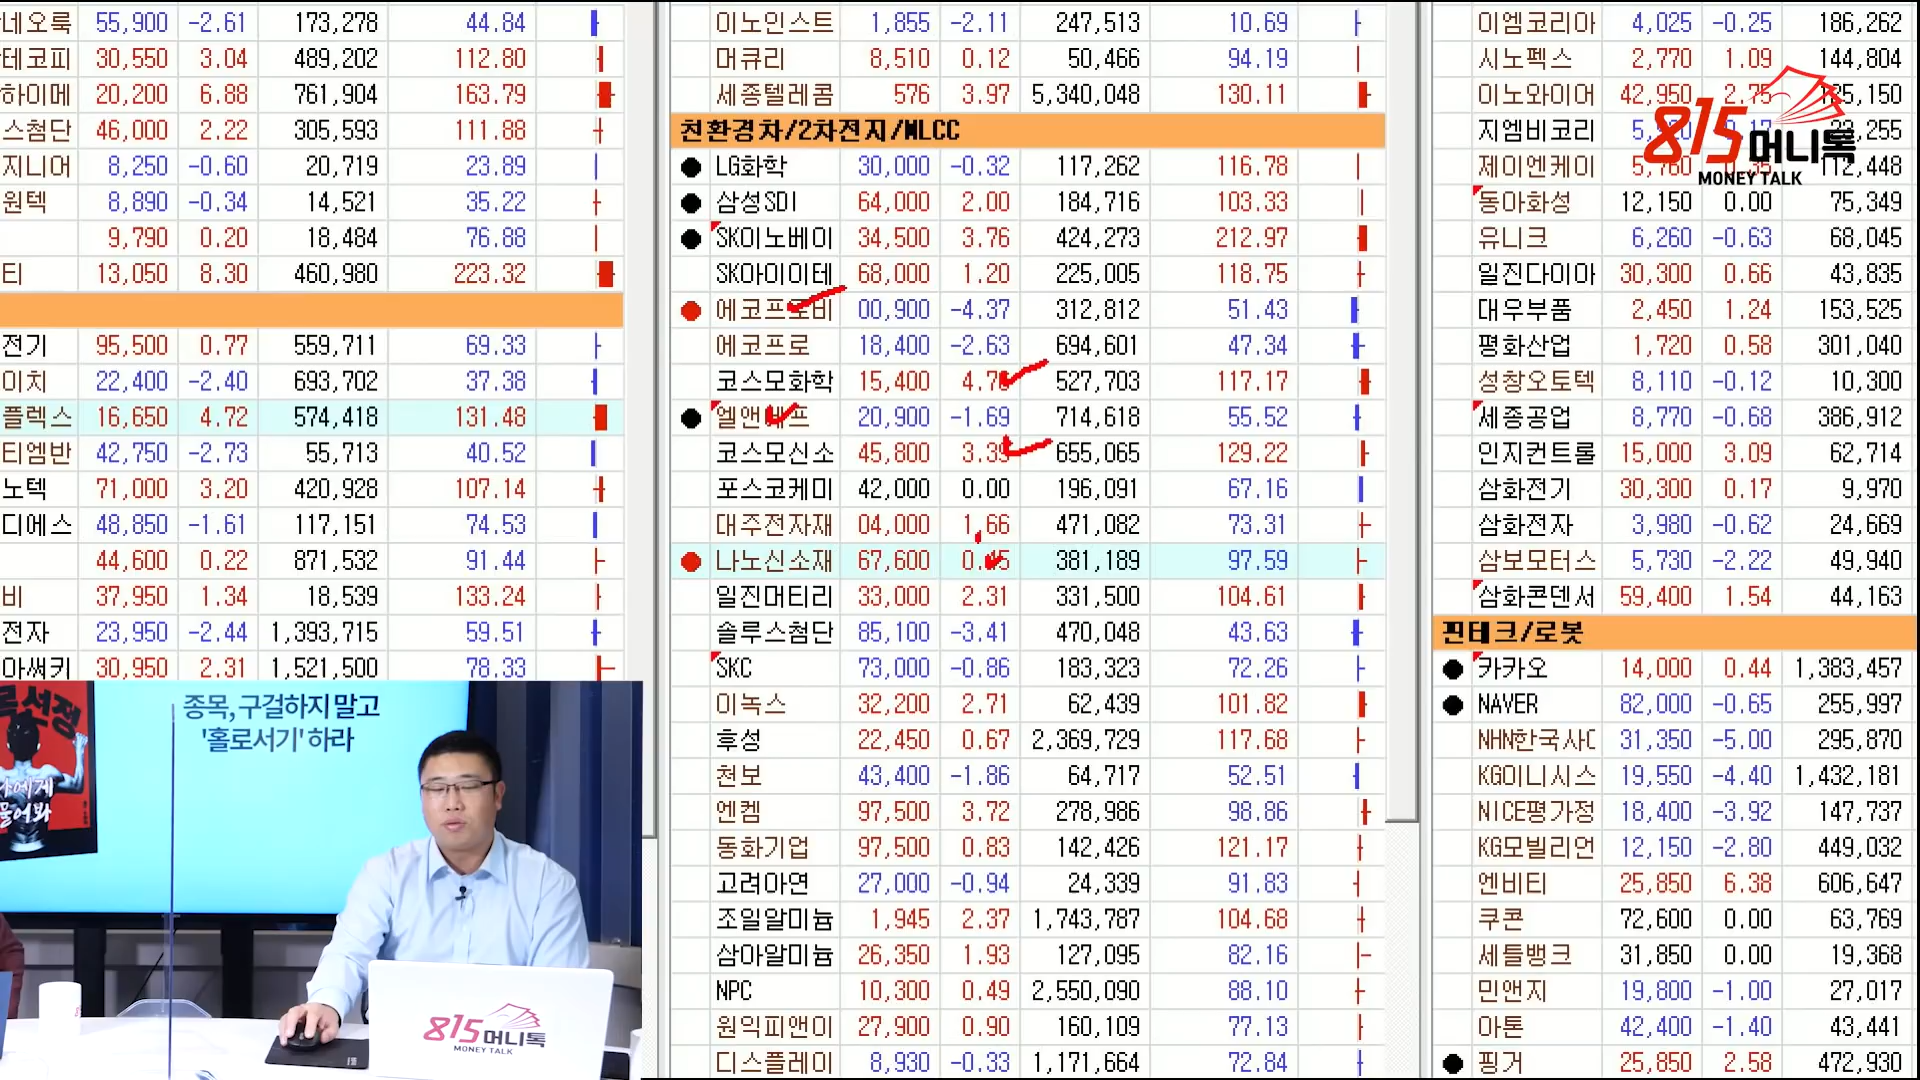 네오룩 55,900 -2.61 173,278 44.84
테코피 30,550 3.04 489,202 112.80
하이메 20,200 6.88 761,904 163.79
스첨단 46,000 2.22 305,593 111.88
지니어 8,250 -0.60 20,719 23.89
원텍 8,890 -0.34 14,521 35.22
9,790 0.20 18,484 76.88
티 13,050 8.30 460,980 223.32
전기 95,500 0.77 559,711 69.33
이치 22,400 -2.40 693,702 37.38
플렉스 16,650 4.72 574,418 131.48
티엠반 42,750 -2.73 55,713 40.52
노텍 71,000 3.20 420,928 107.14
디에스 48,850 -1.61 117,151 74.53
44,600 0.22 871,532 91.44
비 37,950 1.34 18,539 133.24
전자 23,950 -2.44 1,393,715 59.51
아써키 30,950 2.31 1,521,500 78.33
종목, 구걸하지 말고
'홀로서기' 하라
물어봐
815머니톡
MONEY TALK
이노인스트 1,855 -2.11 247,513 10.69
머큐리 8,510 0.12 50,466 94.19
세종텔레콤 576 3.97 5,340,048 130.11
친환경차/2차전지/MLCC
LG화학 30,000 -0.32 117,262 116.78
삼성SDI 64,000 2.00 184,716 103.33
SK이노베이 34,500 3.76 424,273 212.97
SK아이이테 68,000 1.20 225,005 118.75
에코프로비 00,900 -4.37 312,812 51.43
에코프로 18,400 -2.63 694,601 47.34
코스모화학 15,400 527,703 117.17
엘앤에프 20,900 -1.69 714,618 55.52
코스모신소 45,800 3.39 655,065 129.22
포스코케미 42,000 0.00 196,091 67.16
대주전자재 04,000 1.66 471,082 73.31
나노신소재 67,600 0.45 381,189 97.59
일진머티리 33,000 2.31 331,500 104.61
솔루스첨단 85,100 -3.41 470,048 43.63
SKC 73,000 -0.86 183,323 72.26
이녹스 32,200 2.71 62,439 101.82
후성 22,450 0.67 2,369,729 117.68
천보 43,400 -1.86 64,717 52.51
엔켐 97,500 3.72 278,986 98.86
동화기업 97,500 0.83 142,426 121.17
고려아연 27,000 -0.94 24,339 91.83
조일알미늄 1,945 2.37 1,743,787 104.68
삼아알미늄 26,350 1.93 127,095 82.16
NPC 10,300 0.49 2,550,090 88.10
원익피앤이 27,900 0.90 160,109 77.13
디스플레이 8,930 -0.33 1,171,664 72.84
이엠코리아 4,025 -0.25 186,262
시노펙스 2,770 1.09 144,804
이노와이어 42,950 2.75
지엠비코리
제이엔케이 5,760
815머니톡
MONEY TALK
동아화성 12,150 0.00 75,349
유니크 6,260 -0.63 68,045
일진다이아 30,300 0.66 43,835
대우부품 2,450 1.24 153,525
평화산업 1,720 0.58 301,040
성창오토텍 8,110 -0.12 10,300
세종공업 8,770 -0.68 386,912
인지컨트롤 15,000 3.09 62,714
삼화전기 30,300 0.17 9,970
삼화전자 3,980 -0.62 24,669
삼보모터스 5,730 -2.22 49,940
삼화콘덴서 59,400 1.54 44,163
핀테크/로봇
카카오 14,000 0.44 1,383,457
NAVER 82,000 -0.65 255,997
NHN한국사 31,350 -5.00 295,870
KG이니시스 19,550 -4.40 1,432,181
NICE평가정 18,400 -3.92 147,737
KG모빌리언 12,150 -2.80 449,032
엔비티 25,850 6.38 606,647
쿠콘 72,600 0.00 63,769
세틀뱅크 31,850 0.00 19,368
민앤지 19,800 -1.00 27,017
아톤 42,400 -1.40 43,441
핑거 25,850 2.58 472,930